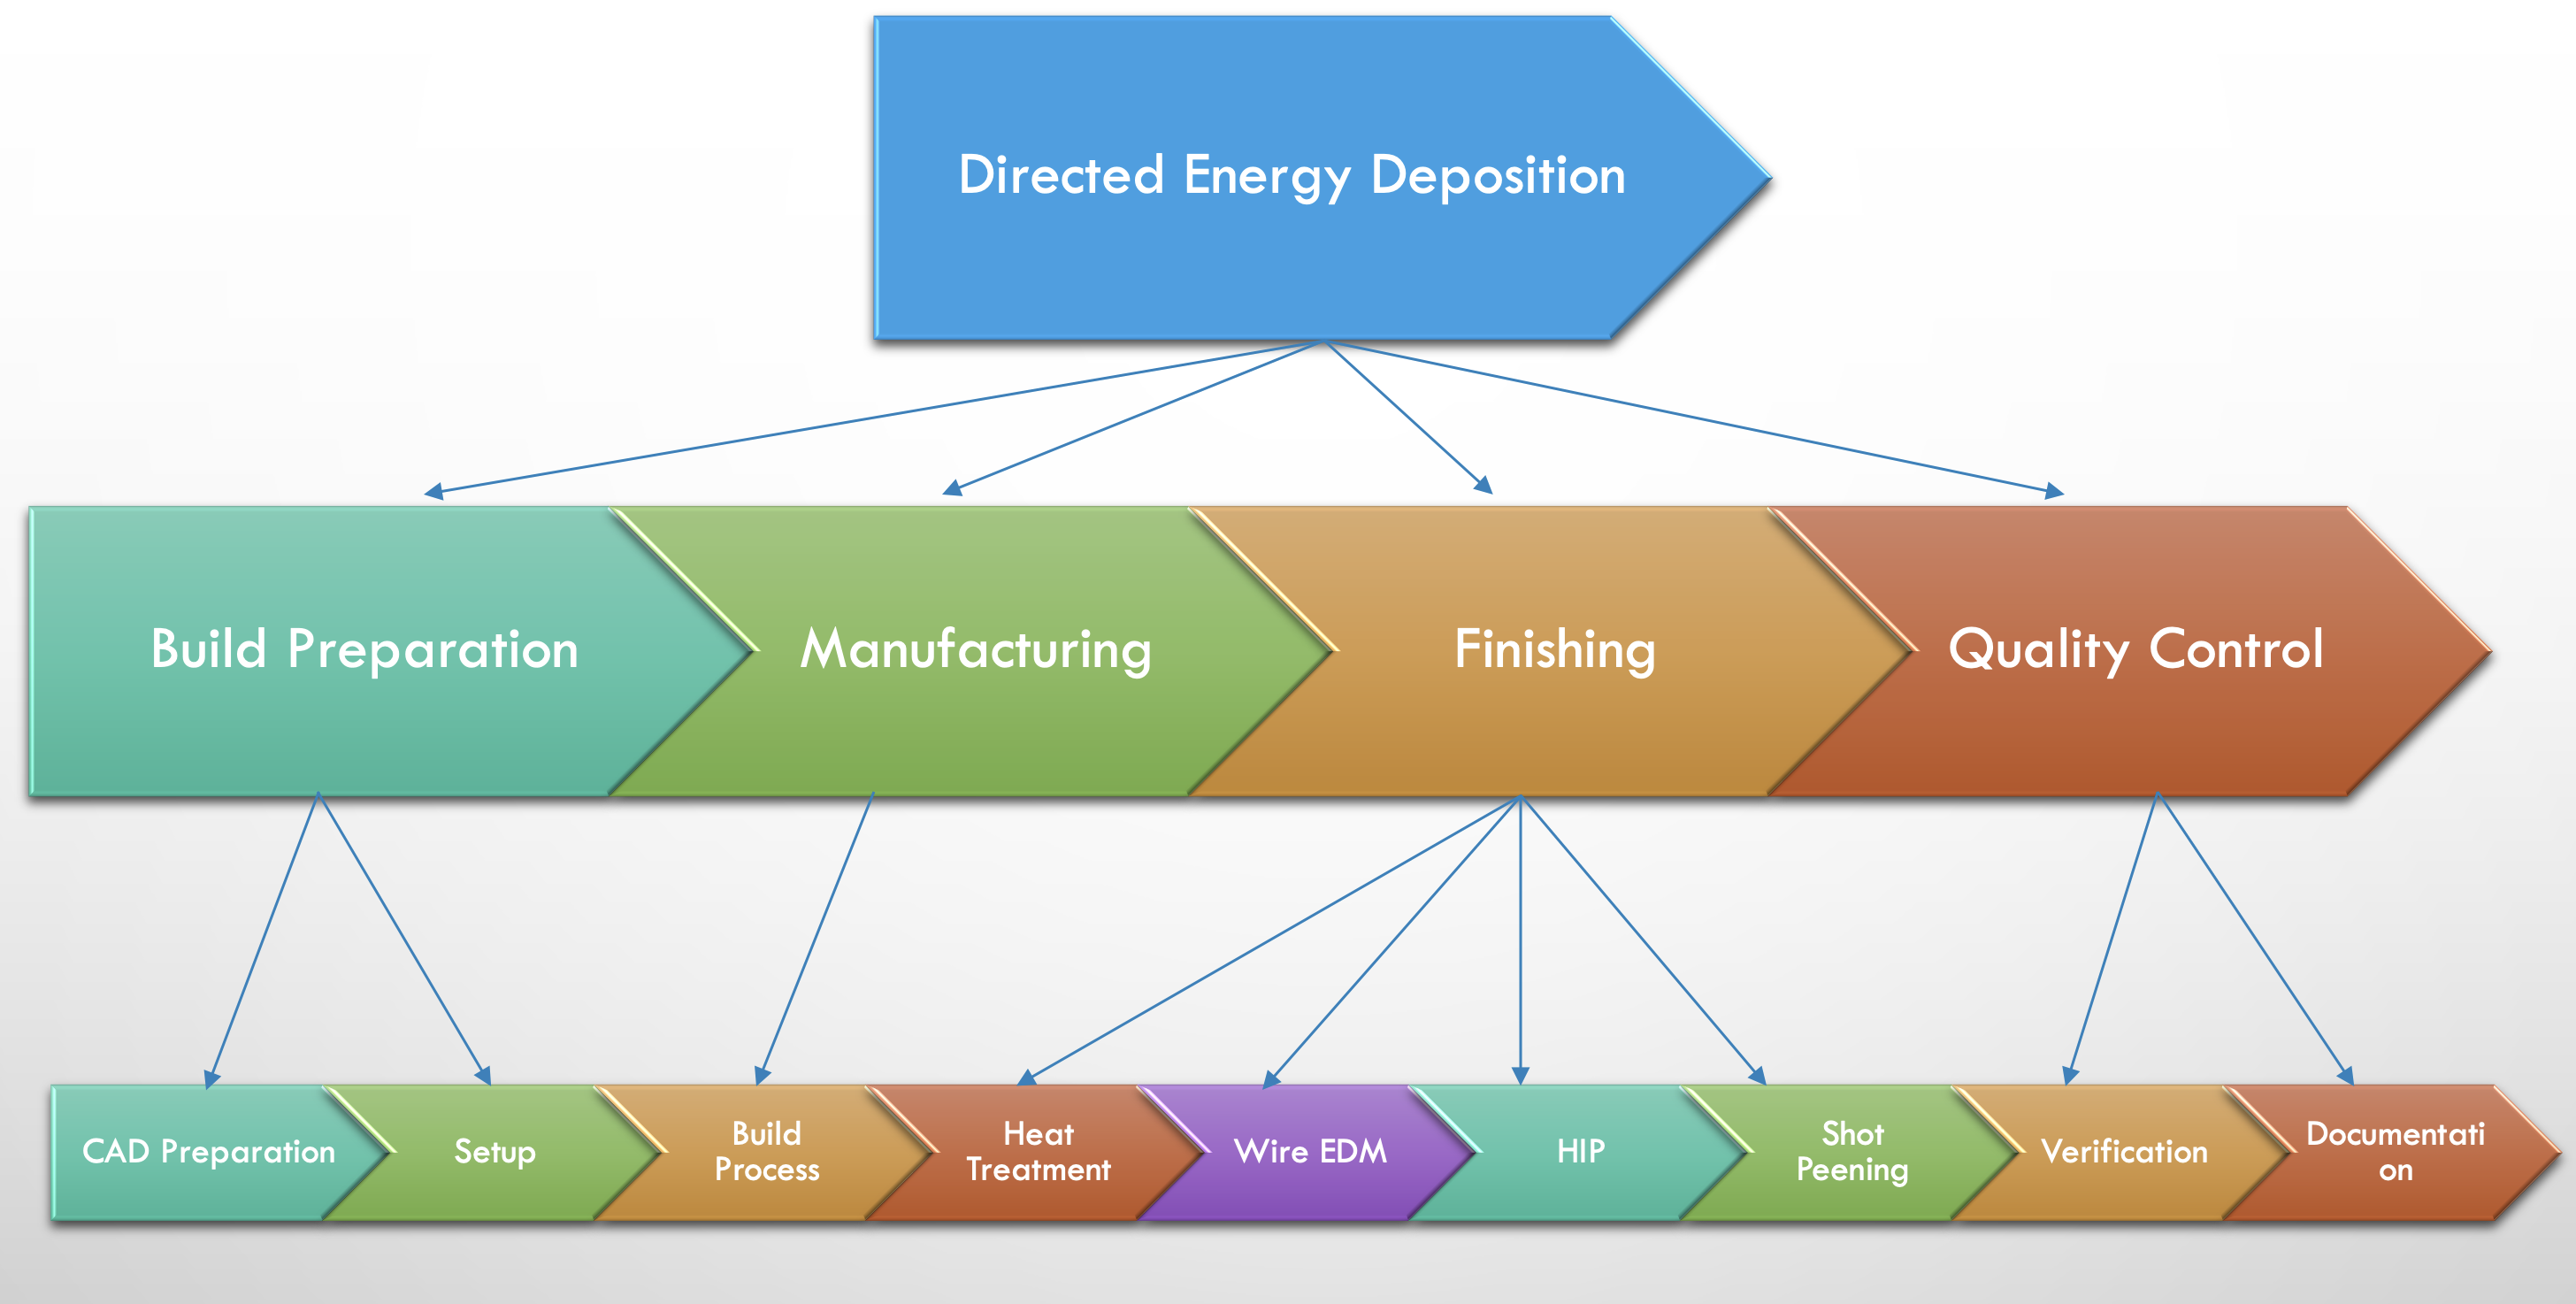 Directed Energy Deposition
Build Preparation
Manufacturing
Finishing
Quality Control
CAD Preparation
Setup
Build
Process
Heat
Treatment
Wire EDM
HIP
Shot
Peening
Verification
Documentati
on